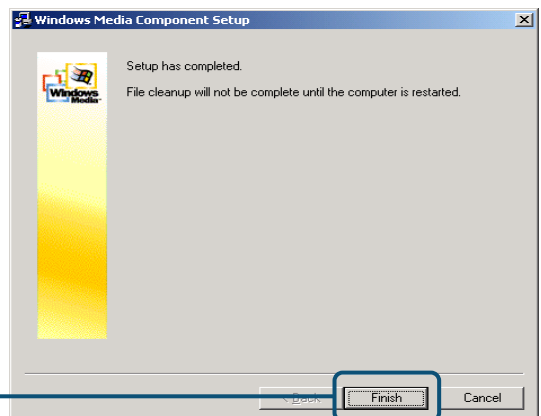 Windows Media Component Setup
Windows
Media
Setup has completed.
File cleanup will not be complete until the computer is restarted.
< Back
Finish
Cancel